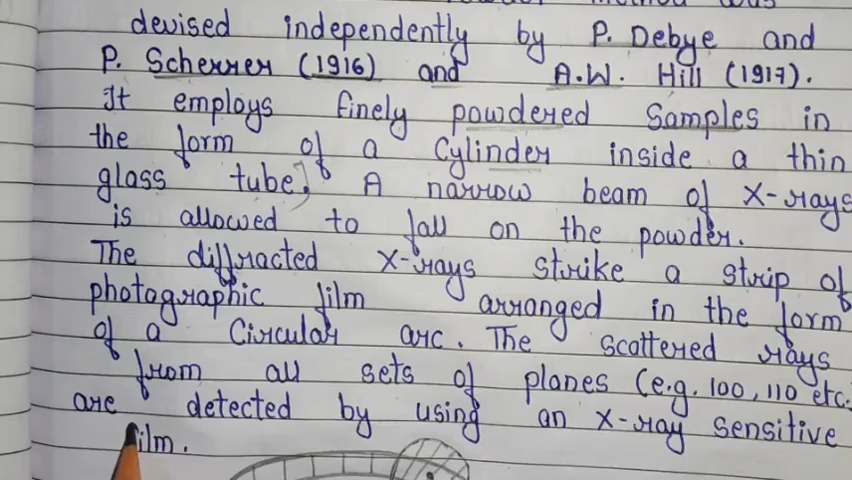 devised independently by P. Debye and
P. Scherrer (1916) and A.W. Hill (1917).
It employs finely powdered Samples in
the form of a Cylinder inside a thin
glass tube. A narrow beam of X-rays
is allowed to fall on the powder.
The diffracted X-rays strike a strip of
photographic film arranged in the form
of a Circular arc. The scattered rays
from all sets of planes (e.g. 100, 110 etc.
are detected by using an X-ray sensitive
film.